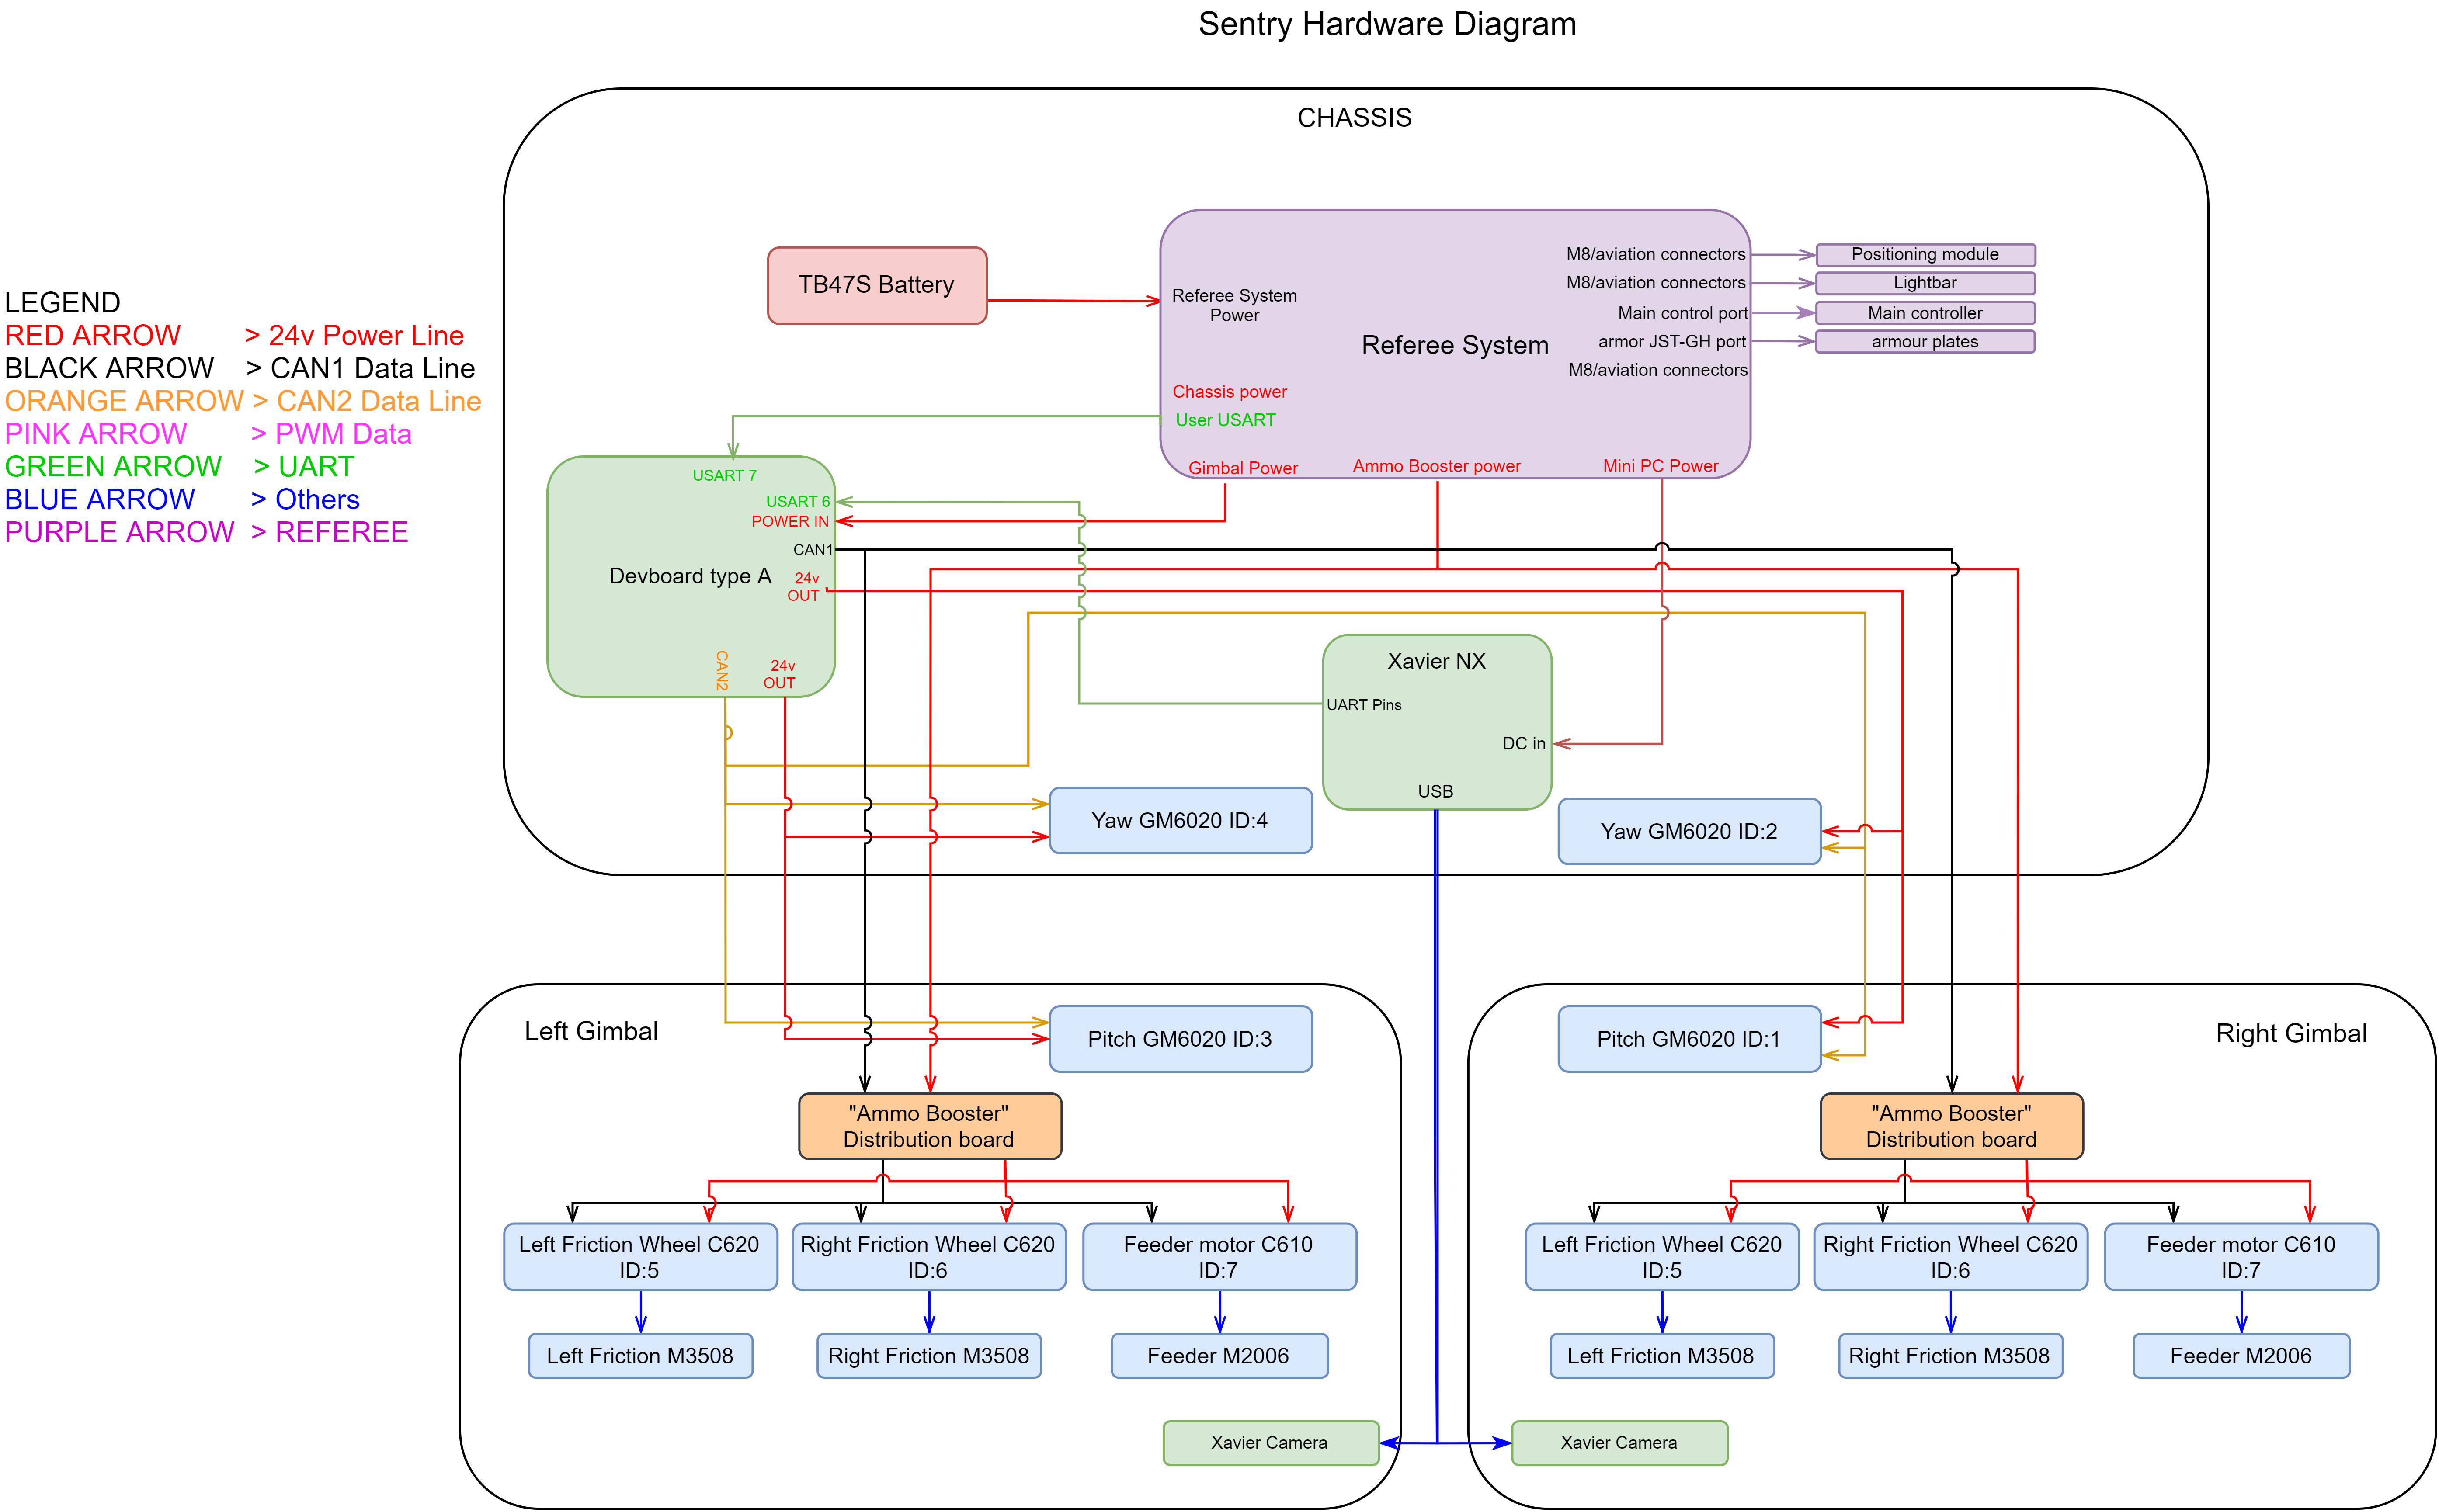 Sentry Hardware Diagram
CHASSIS
LEGEND
RED ARROW > 24v Power Line
BLACK ARROW > CAN1 Data Line
ORANGE ARROW > CAN2 Data Line
PINK ARROW > PWM Data
GREEN ARROW > UART
BLUE ARROW > Others
PURPLE ARROW > REFEREE
TB47S Battery
Referee System
Power
Referee System
M8/aviation connectors
M8/aviation connectors
Main control port
armor JST-GH port
M8/aviation connectors
Positioning module
Lightbar
Main controller
armour plates
Chassis power
User USART
Gimbal Power
Ammo Booster power
Mini PC Power
USART 7
USART 6
POWER IN
CAN1
Devboard type A
24v
OUT
CAN2
24v
OUT
Xavier NX
UART Pins
DC in
USB
Yaw GM6020 ID:4
Yaw GM6020 ID:2
Left Gimbal
Pitch GM6020 ID:3
"Ammo Booster"
Distribution board
Left Friction Wheel C620
ID:5
Right Friction Wheel C620
ID:6
Feeder motor C610
ID:7
Left Friction M3508
Right Friction M3508
Feeder M2006
Xavier Camera
Right Gimbal
Pitch GM6020 ID:1
"Ammo Booster"
Distribution board
Left Friction Wheel C620
ID:5
Right Friction Wheel C620
ID:6
Feeder motor C610
ID:7
Left Friction M3508
Right Friction M3508
Feeder M2006
Xavier Camera